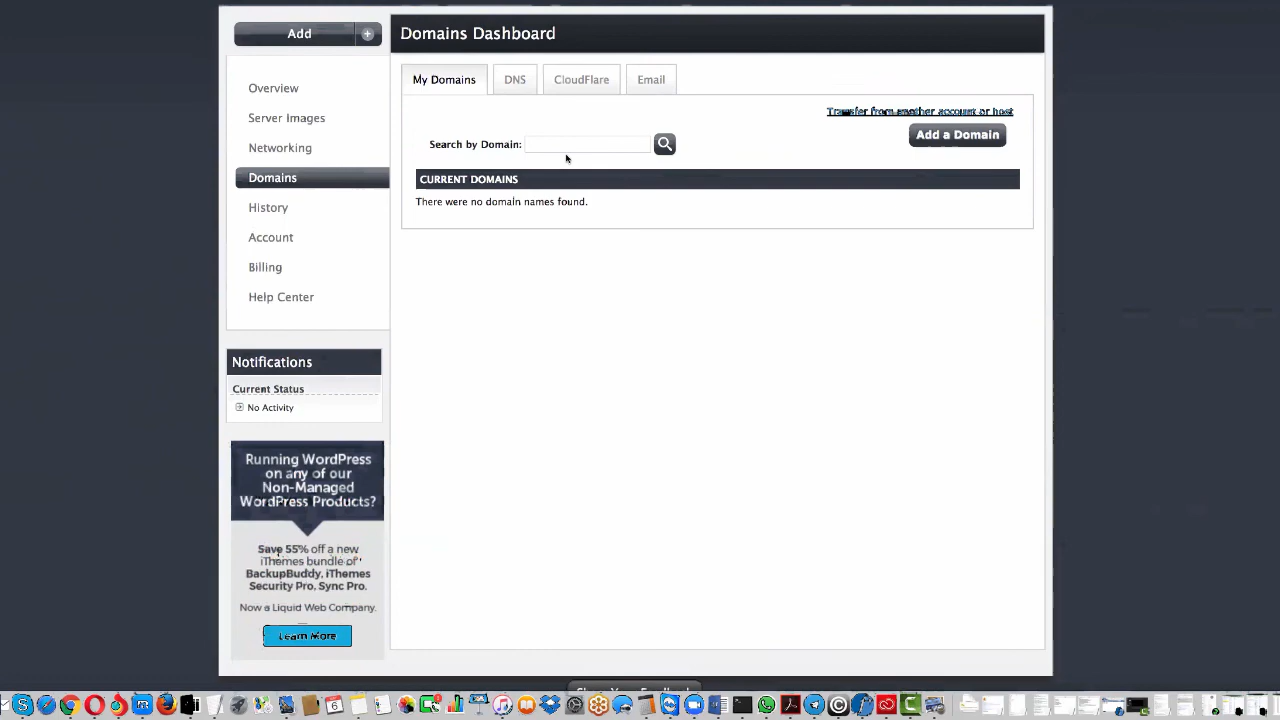 Add +
Domains Dashboard
My Domains
DNS
CloudFlare
Email
Transfer from another account or host
Search by Domain:
Add a Domain
CURRENT DOMAINS
There were no domain names found.
Overview
Server Images
Networking
Domains
History
Account
Billing
Help Center
Notifications
Current Status
No Activity
Running WordPress
on any of our
Non-Managed
WordPress Products?
Save 55% off a new
iThemes bundle of
BackupBuddy, iThemes
Security Pro, Sync Pro.
Now a Liquid Web Company.
Learn More